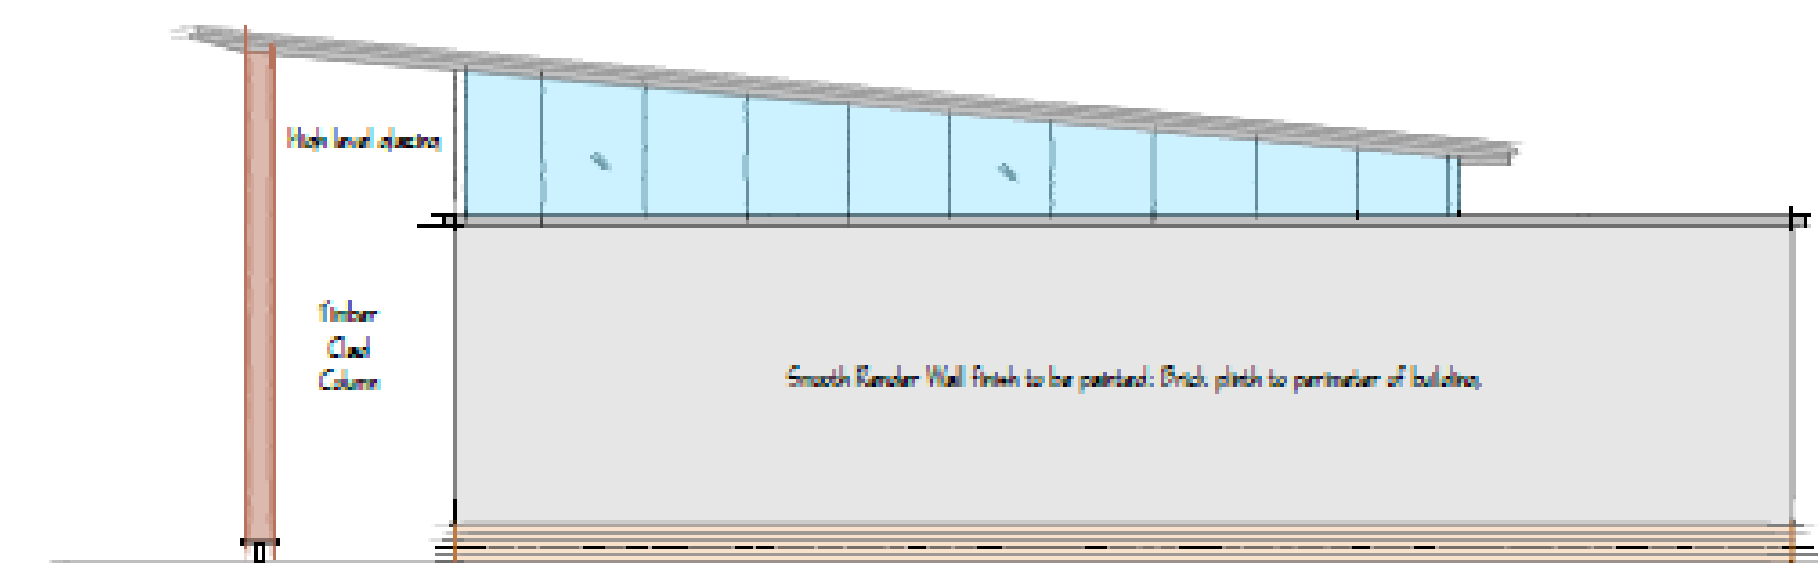 High level glazing
Timber
Clad
Column
Smooth Render Wall finish to be painted: Brick plinth to perimeter of building.